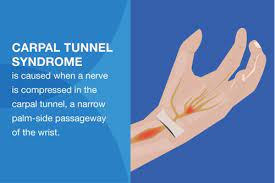 CARPAL TUNNEL
SYNDROME
is caused when a nerve
is compressed in the
carpal tunnel, a narrow
palm-side passageway
of the wrist.